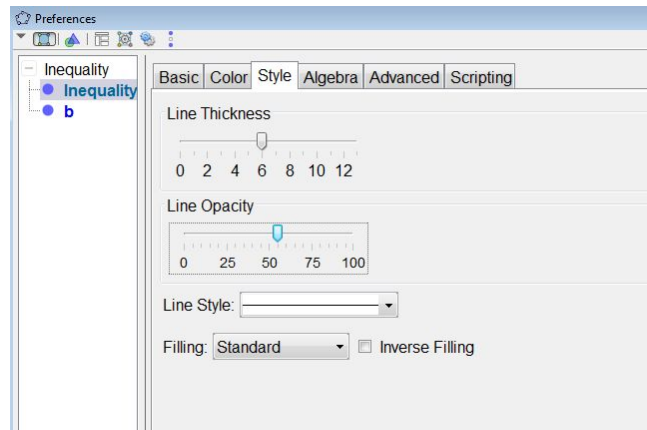 Preferences
Inequality
Inequality
b
Basic Color Style Algebra Advanced Scripting
Line Thickness
0 2 4 6 8 10 12
Line Opacity
0 25 50 75 100
Line Style:
Filling: Standard Inverse Filling